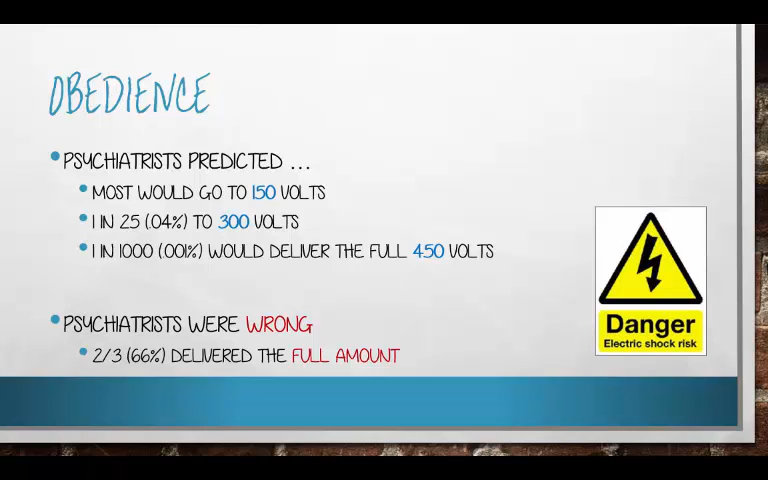 OBEDIENCE
• PSYCHIATRISTS PREDICTED ...
• MOST WOULD GO TO 150 VOLTS
• 1 IN 25 (.04%) TO 300 VOLTS
• 1 IN 1000 (.001%) WOULD DELIVER THE FULL 450 VOLTS
• PSYCHIATRISTS WERE WRONG
• 2/3 (66%) DELIVERED THE FULL AMOUNT
Danger
Electric shock risk